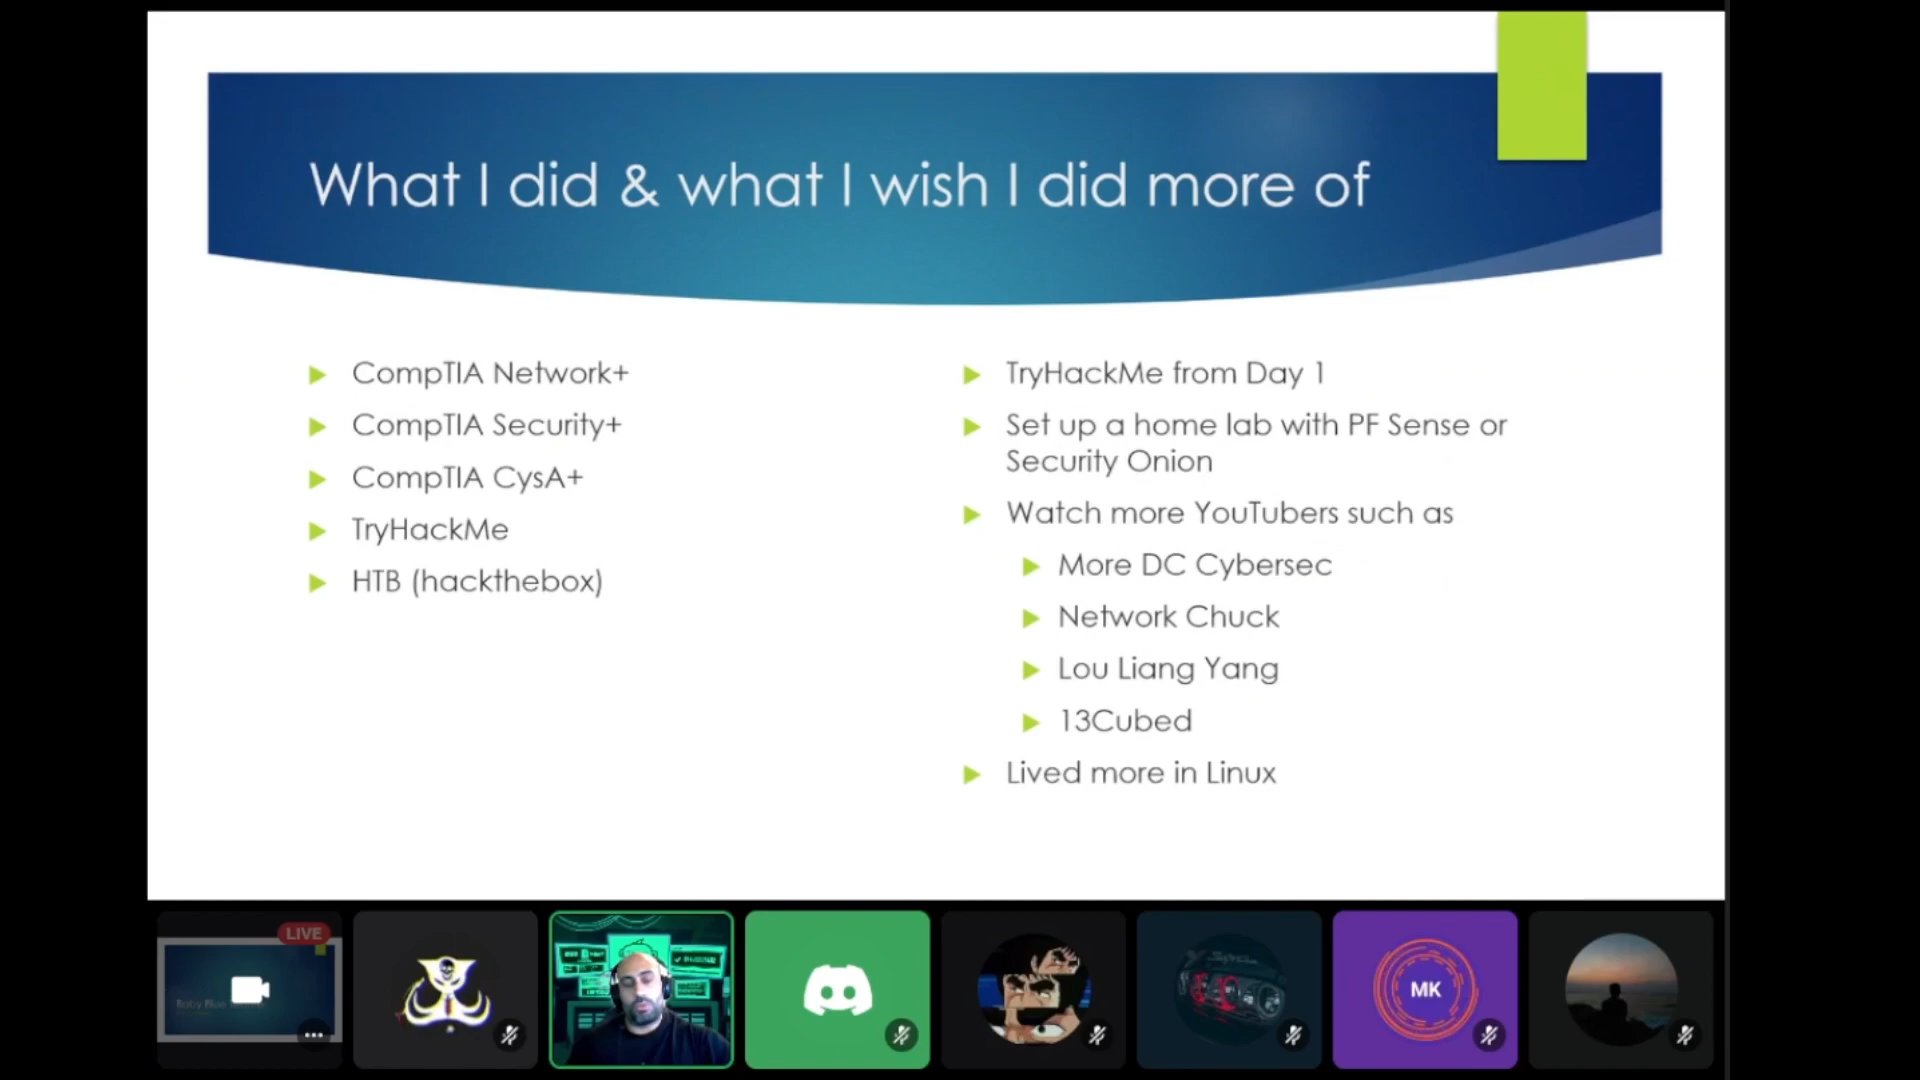 What I did & what I wish I did more of
CompTIA Network+
CompTIA Security+
CompTIA CysA+
TryHackMe
HTB (hackthebox)
TryHackMe from Day 1
Set up a home lab with PF Sense or
Security Onion
Watch more YouTubers such as
More DC Cybersec
Network Chuck
Lou Liang Yang
13Cubed
Lived more in Linux
LIVE
Baby Blue
MK